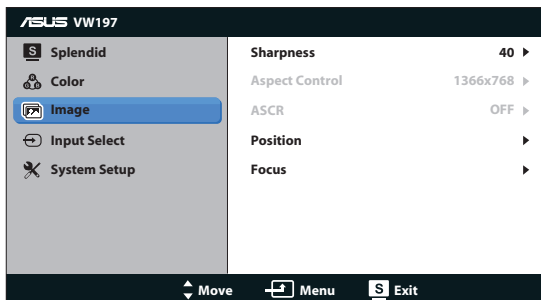 ASUS VW197
S Splendid
Color
Image
Input Select
System Setup
Sharpness 40
Aspect Control 1366x768
ASCR OFF
Position
Focus
Move Menu S Exit